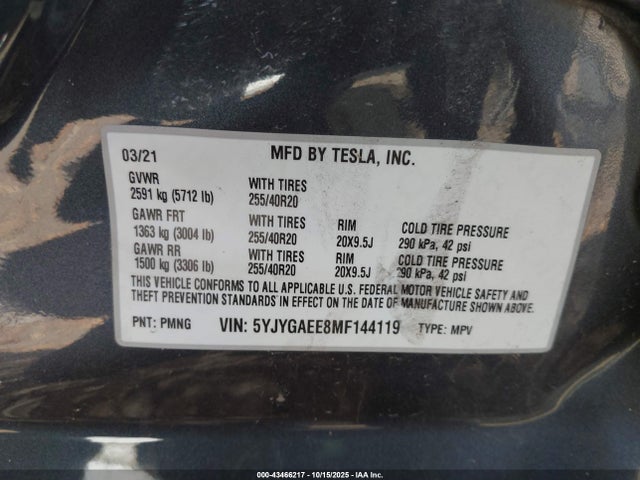 03/21 MFD BY TESLA, INC.
GVWR
2591 kg (5712 lb) WITH TIRES 255/40R20
GAWR FRT
1363 kg (3004 lb) WITH TIRES 255/40R20 RIM 20X9.5J COLD TIRE PRESSURE 290 kPa, 42 psi
GAWR RR
1500 kg (3306 lb) WITH TIRES 255/40R20 RIM 20X9.5J COLD TIRE PRESSURE 290 kPa, 42 psi
THIS VEHICLE CONFORMS TO ALL APPLICABLE U.S. FEDERAL MOTOR VEHICLE SAFETY AND
THEFT PREVENTION STANDARDS IN EFFECT ON THE DATE OF MANUFACTURE SHOWN ABOVE.
PNT: PMNG VIN: 5YJYGAEE8MF144119 TYPE: MPV
000-43466217 - 10/15/2025 - IAAI Inc.